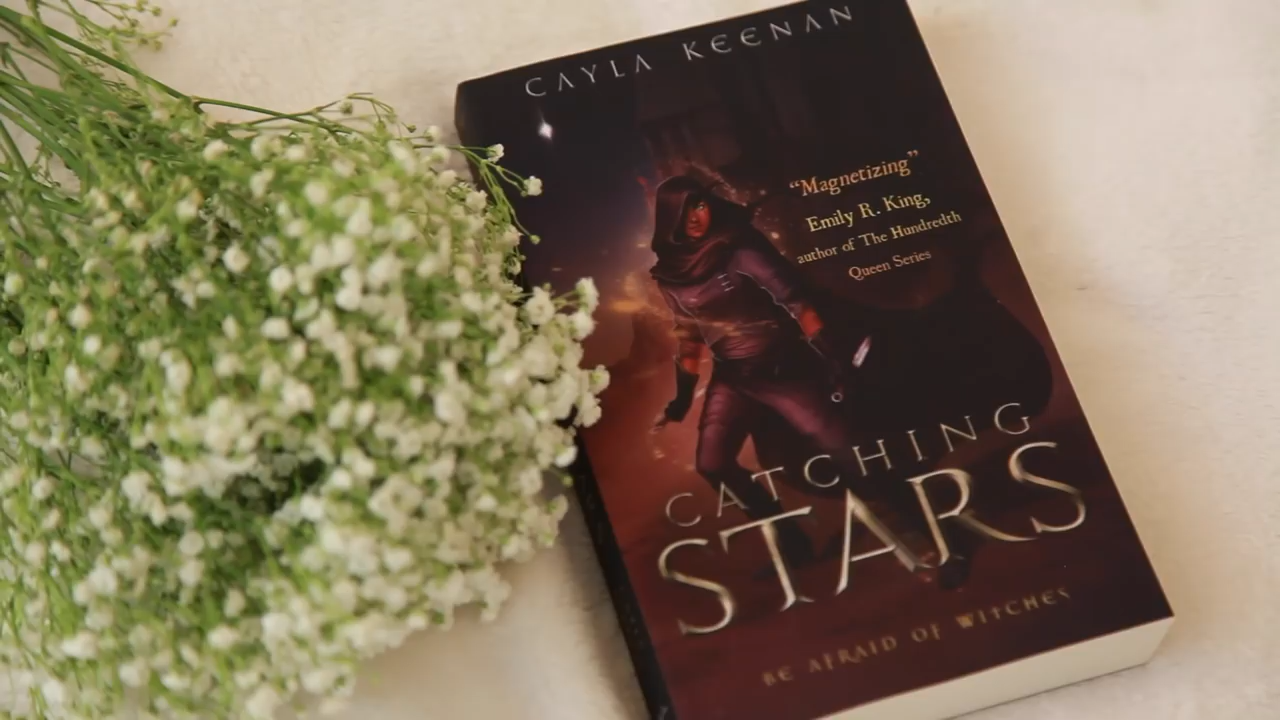 CAYLA KEENAN
“Magnetizing”
Emily R. King,
author of The Hundredth
Queen Series
CATCHING
STARS
BE AFRAID OF WITCHES